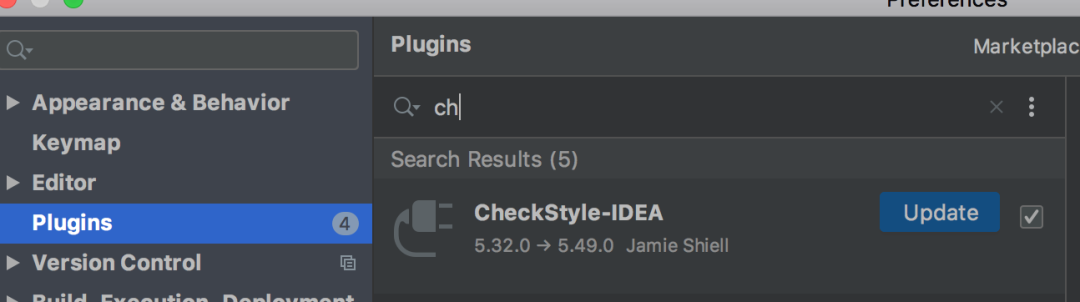 Preferences
Plugins
Marketplac
Appearance & Behavior
Keymap
Editor
Plugins 4
Version Control
Build, Execution, Deployment
ch
Search Results (5)
CheckStyle-IDEA
Update
5.32.0 → 5.49.0 Jamie Shiell